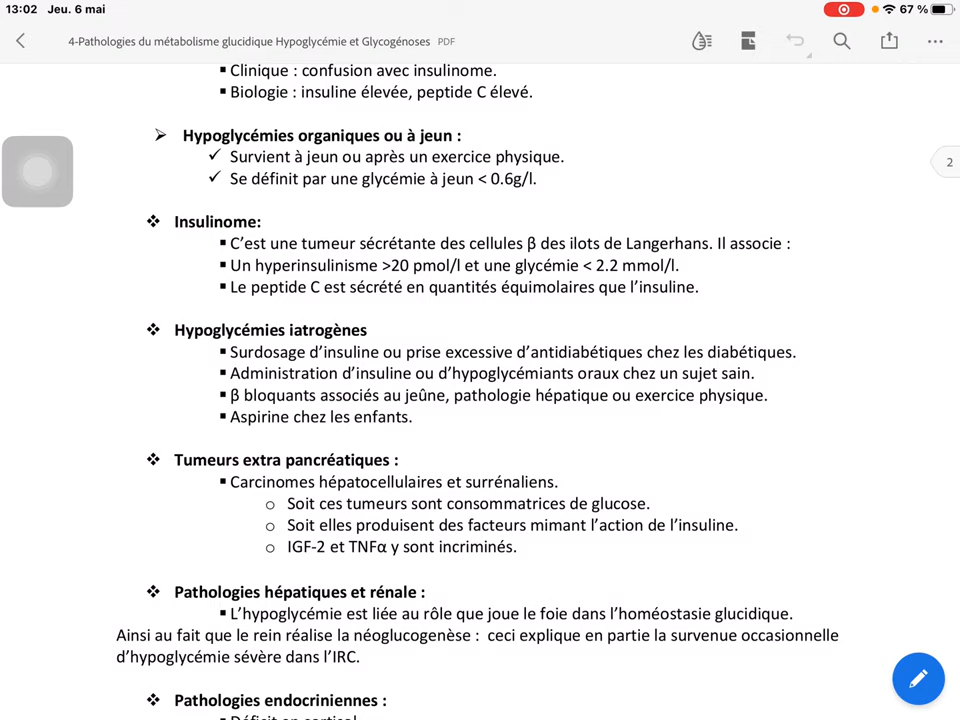 13:02 Jeu. 6 mai 67 %
4-Pathologies du métabolisme glucidique Hypoglycémie et Glycogénoses PDF
▪ Clinique : confusion avec insulinome.
▪ Biologie : insuline élevée, peptide C élevé.
➢ Hypoglycémies organiques ou à jeun :
✓ Survient à jeun ou après un exercice physique.
2
✓ Se définit par une glycémie à jeun < 0.6g/l.
❖ Insulinome:
▪ C’est une tumeur sécrétante des cellules β des ilots de Langerhans. Il associe :
▪ Un hyperinsulinisme >20 pmol/l et une glycémie < 2.2 mmol/l.
▪ Le peptide C est sécrété en quantités équimolaires que l’insuline.
❖ Hypoglycémies iatrogènes
▪ Surdosage d’insuline ou prise excessive d’antidiabétiques chez les diabétiques.
▪ Administration d’insuline ou d’hypoglycémiants oraux chez un sujet sain.
▪ β bloquants associés au jeûne, pathologie hépatique ou exercice physique.
▪ Aspirine chez les enfants.
❖ Tumeurs extra pancréatiques :
▪ Carcinomes hépatocellulaires et surrénaliens.
o Soit ces tumeurs sont consommatrices de glucose.
o Soit elles produisent des facteurs mimant l’action de l’insuline.
o IGF-2 et TNFα y sont incriminés.
❖ Pathologies hépatiques et rénale :
▪ L’hypoglycémie est liée au rôle que joue le foie dans l’homéostasie glucidique.
Ainsi au fait que le rein réalise la néoglucogenèse : ceci explique en partie la survenue occasionnelle
d’hypoglycémie sévère dans l’IRC.
❖ Pathologies endocriniennes :
▪ Déficit en cortisol